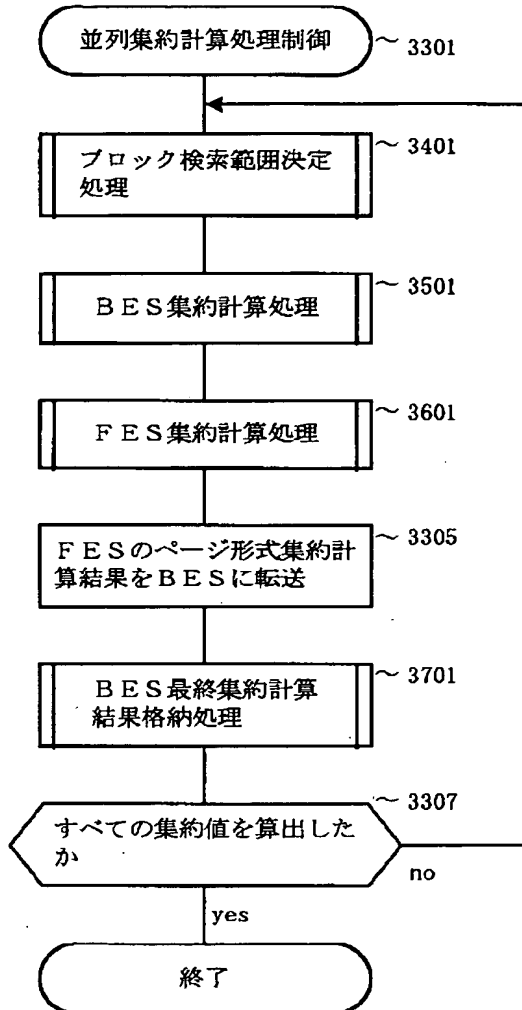 並列集約計算処理制御
～ 3301
ブロック検索範囲決定
処理
～ 3401
ＢＥＳ集約計算処理
～ 3501
ＦＥＳ集約計算処理
～ 3601
ＦＥＳのページ形式集約計
算結果をＢＥＳに転送
～ 3305
ＢＥＳ最終集約計算
結果格納処理
～ 3701
すべての集約値を算出した
か
～ 3307
no
yes
終了